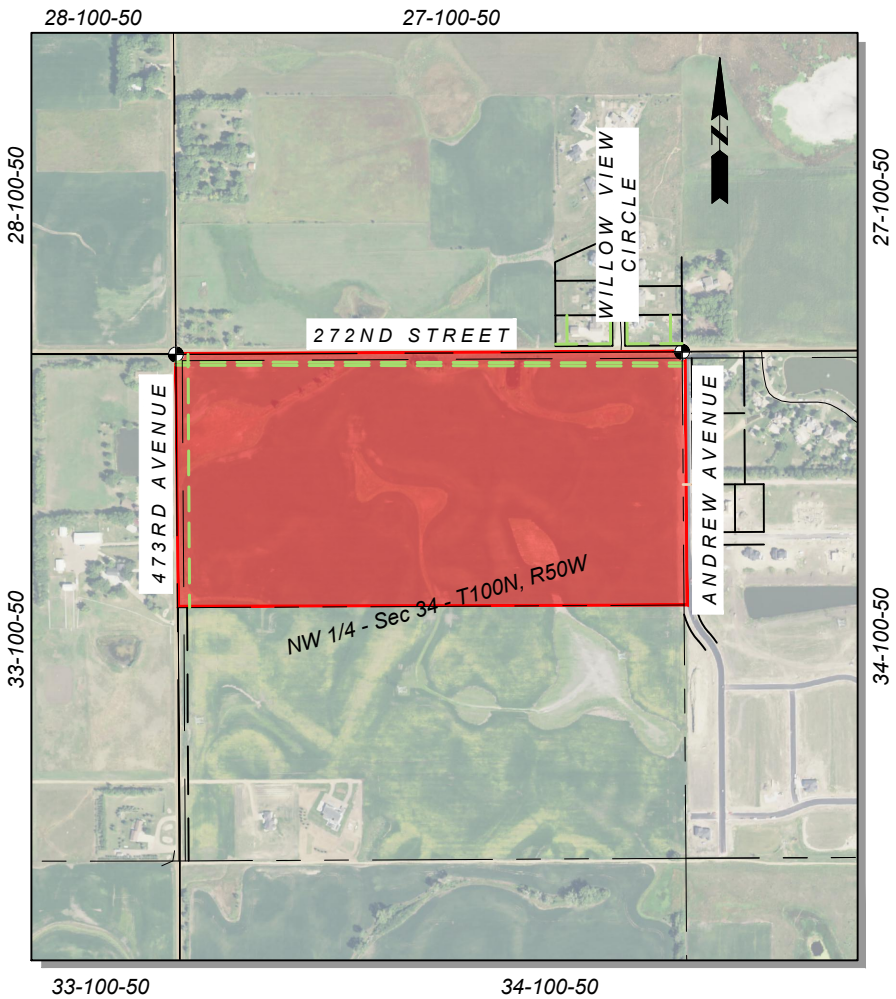 28-100-50
27-100-50
28-100-50
27-100-50
N
WILLOW VIEW
CIRCLE
272ND STREET
473RD AVENUE
ANDREW AVENUE
NW 1/4 - Sec 34 - T100N, R50W
33-100-50
34-100-50
33-100-50
34-100-50